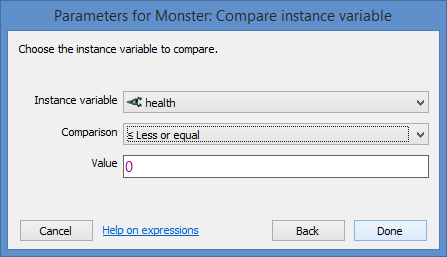 Parameters for Monster: Compare instance variable
Choose the instance variable to compare.
Instance variable health
Comparison ≤ Less or equal
Value 0
Cancel Help on expressions Back Done